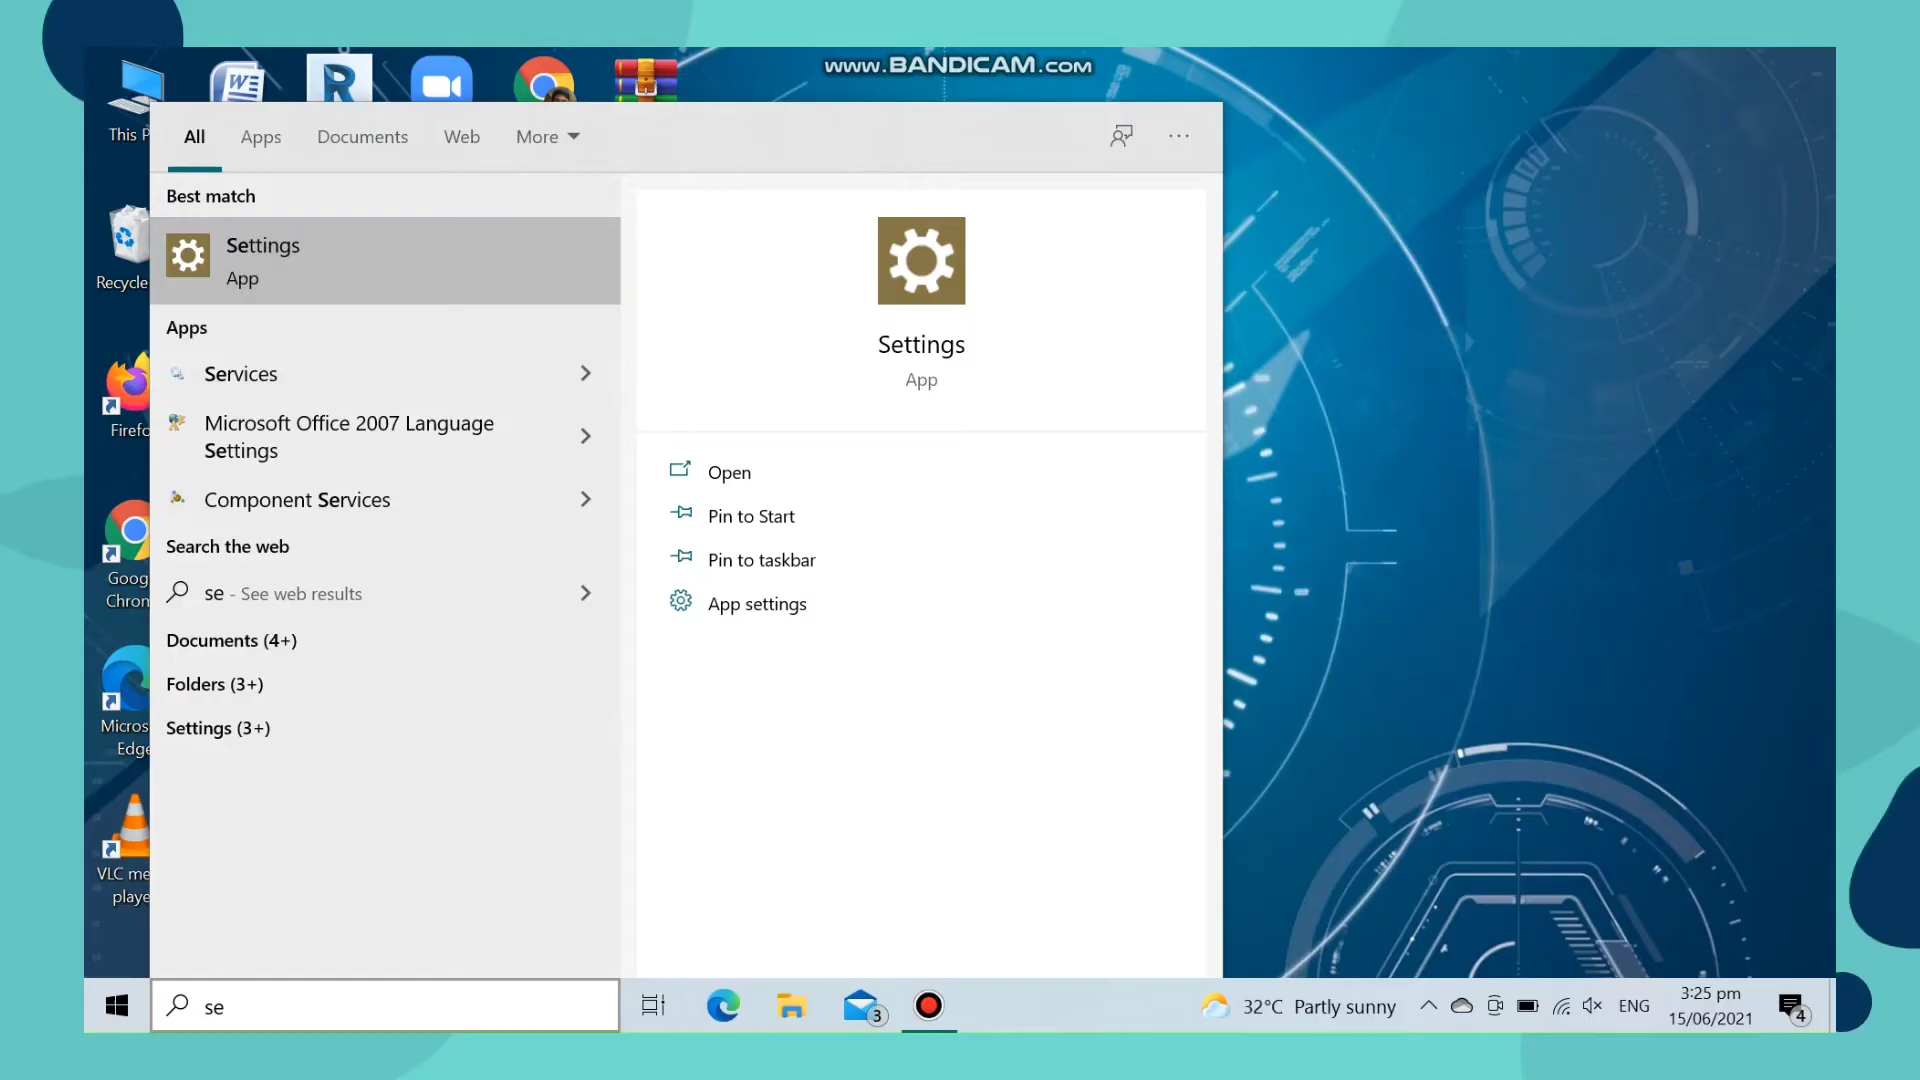 www.BANDICAM.com
W
R
This P
All
Apps
Documents
Web
More
Best match
Settings
App
Recycle
Apps
Services
Microsoft Office 2007 Language
Settings
Component Services
Firefo
Search the web
se - See web results
Goog
Chron
Documents (4+)
Folders (3+)
Settings (3+)
Micros
Edge
VLC me
playe
Settings
App
Open
Pin to Start
Pin to taskbar
App settings
se
3
32°C Partly sunny
ENG
3:25 pm
15/06/2021
4